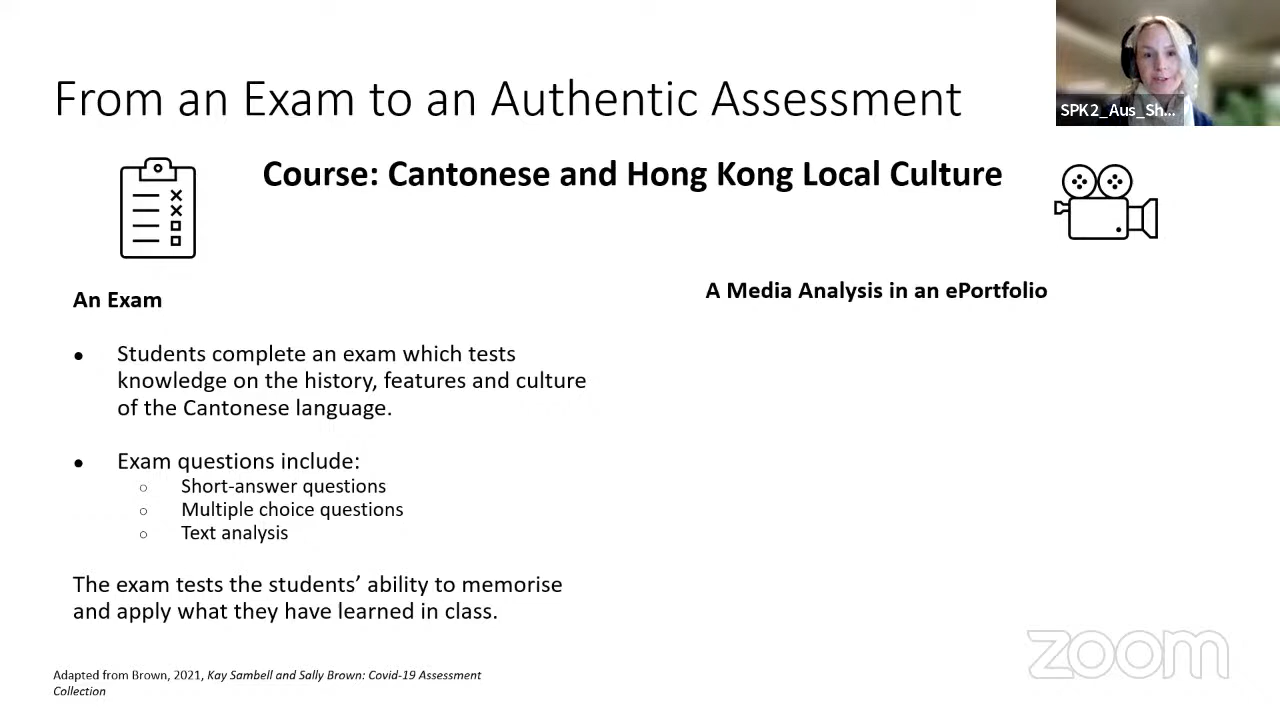 From an Exam to an Authentic Assessment
SPK2_Aus_Sh...
Course: Cantonese and Hong Kong Local Culture
An Exam
● Students complete an exam which tests
knowledge on the history, features and culture
of the Cantonese language.
● Exam questions include:
○ Short-answer questions
○ Multiple choice questions
○ Text analysis
The exam tests the students’ ability to memorise
and apply what they have learned in class.
A Media Analysis in an ePortfolio
Adapted from Brown, 2021, Kay Sambell and Sally Brown: Covid-19 Assessment
Collection
zoom